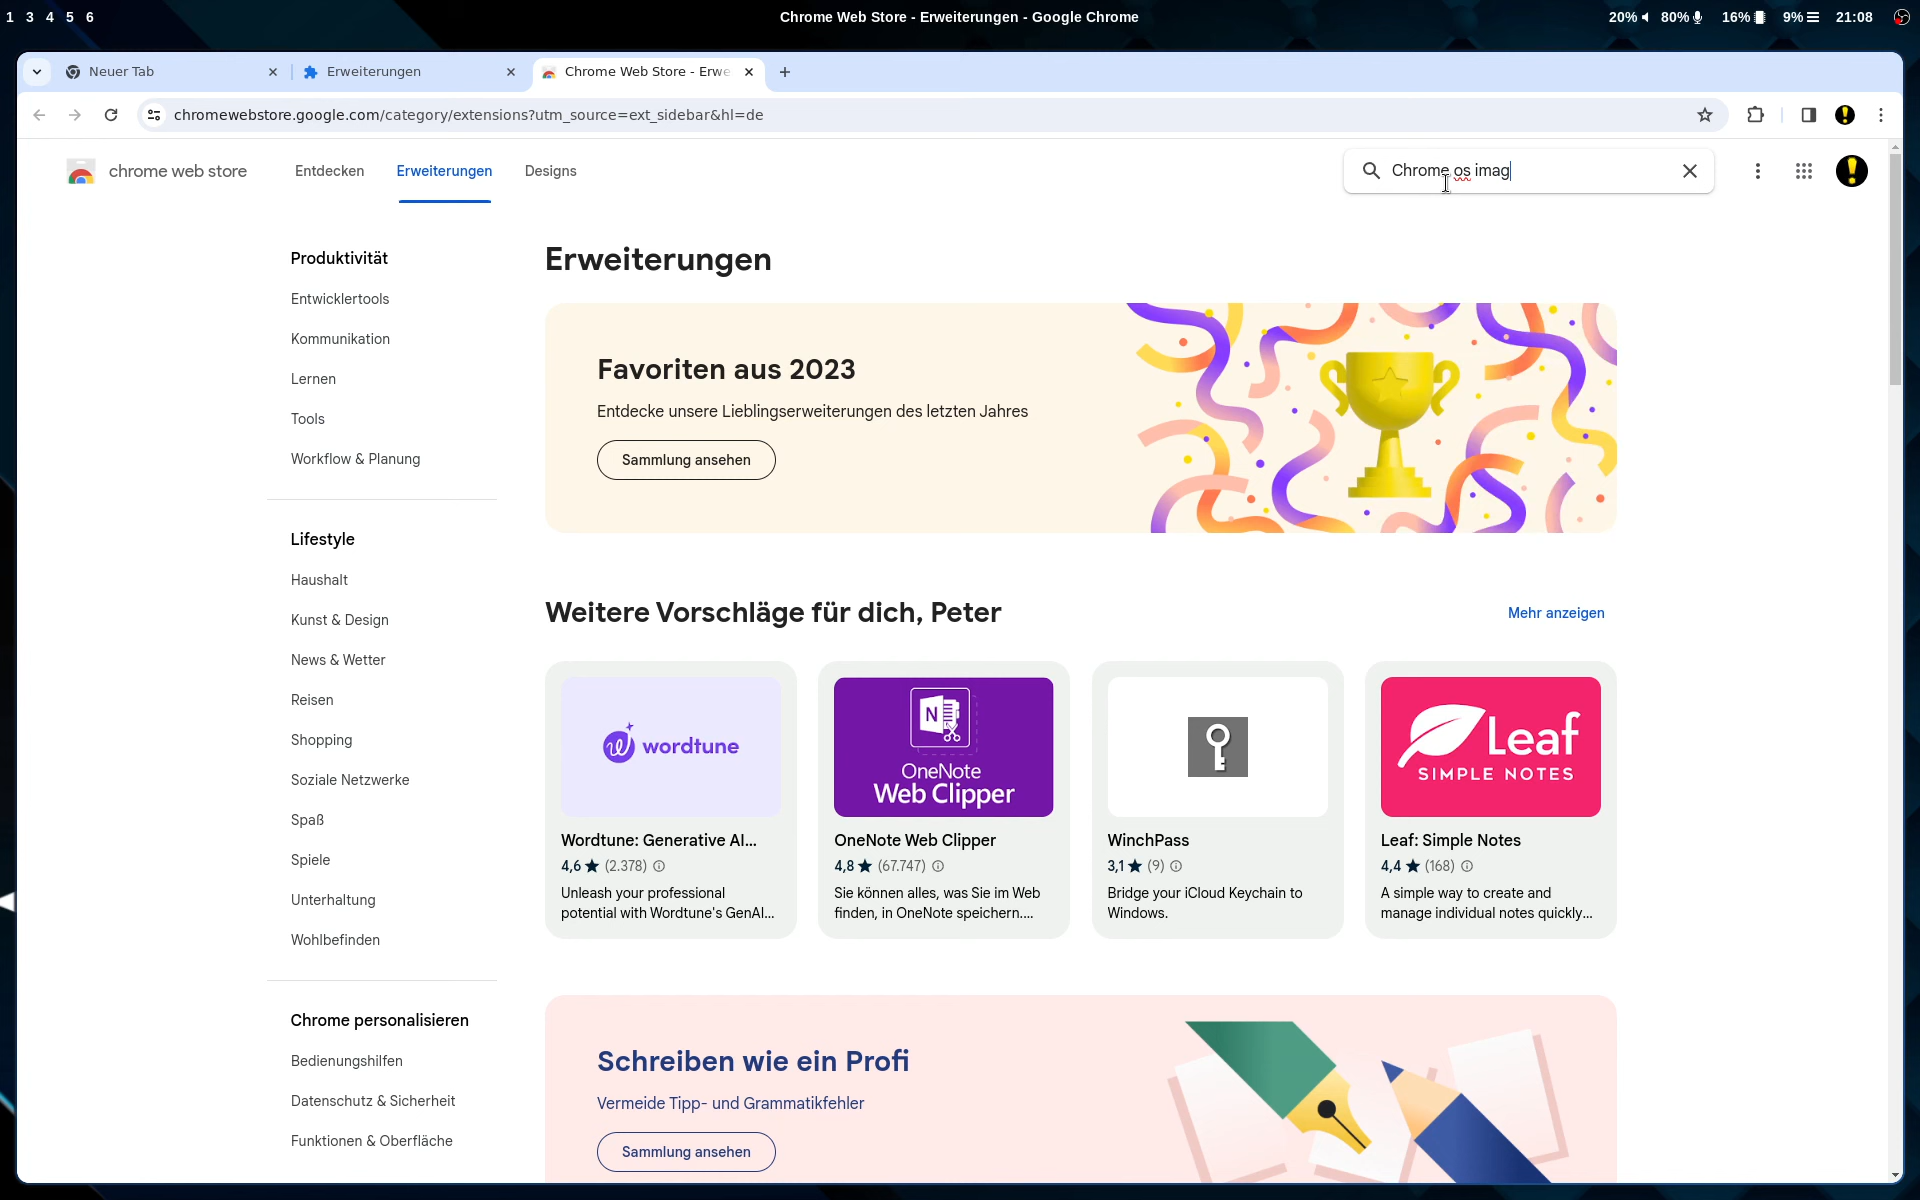 1 3 4 5 6
Chrome Web Store - Erweiterungen - Google Chrome
20% 80% 16% 9% 21:08
Neuer Tab
Erweiterungen
Chrome Web Store - Erwe
chromewebstore.google.com/category/extensions?utm_source=ext_sidebar&hl=de
chrome web store
Entdecken
Erweiterungen
Designs
Chrome os imag
Produktivität
Entwicklertools
Kommunikation
Lernen
Tools
Workflow & Planung
Lifestyle
Haushalt
Kunst & Design
News & Wetter
Reisen
Shopping
Soziale Netzwerke
Spaß
Spiele
Unterhaltung
Wohlbefinden
Chrome personalisieren
Bedienungshilfen
Datenschutz & Sicherheit
Funktionen & Oberfläche
Erweiterungen
Favoriten aus 2023
Entdecke unsere Lieblingserweiterungen des letzten Jahres
Sammlung ansehen
Weitere Vorschläge für dich, Peter
Mehr anzeigen
wordtune
Wordtune: Generative AI...
4,6 (2.378)
Unleash your professional
potential with Wordtune's GenAI...
N
OneNote
Web Clipper
OneNote Web Clipper
4,8 (67.747)
Sie können alles, was Sie im Web
finden, in OneNote speichern....
WinchPass
3,1 (9)
Bridge your iCloud Keychain to
Windows.
Leaf
SIMPLE NOTES
Leaf: Simple Notes
4,4 (168)
A simple way to create and
manage individual notes quickly...
Schreiben wie ein Profi
Vermeide Tipp- und Grammatikfehler
Sammlung ansehen